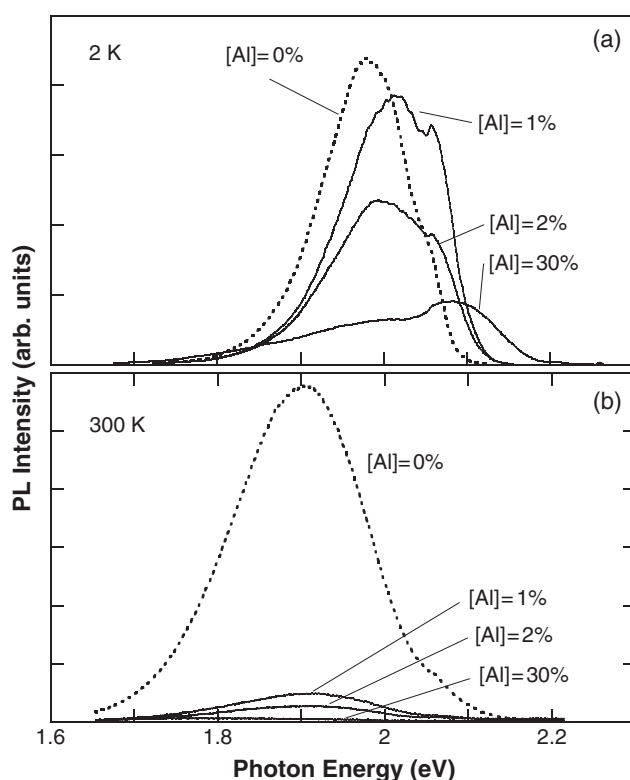 (a)
2 K
[Al]=0%
[Al]=1%
[Al]=2%
[Al]=30%
PL Intensity (arb. units)
(b)
300 K
[Al]=0%
[Al]=1%
[Al]=2%
[Al]=30%
1.6 1.8 2 2.2
Photon Energy (eV)